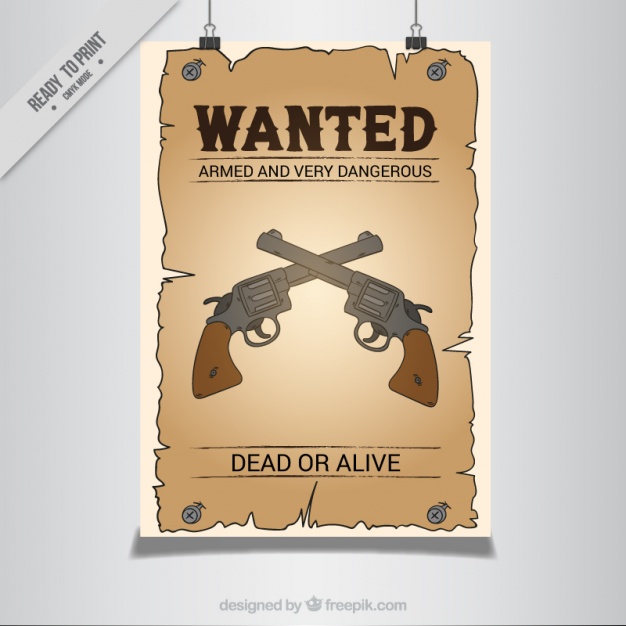 READY TO PRINT
CMYK MODE
WANTED
ARMED AND VERY DANGEROUS
DEAD OR ALIVE
designed by freepik.com